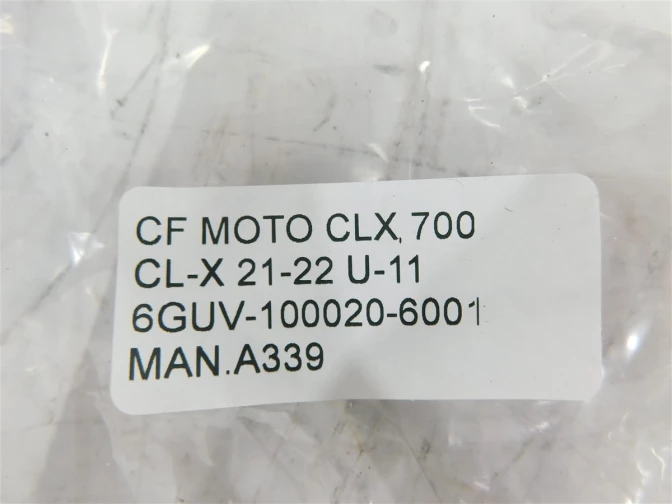 CF MOTO CLX, 700
CL-X 21-22 U-11
6GUV-100020-6001
MAN.A339